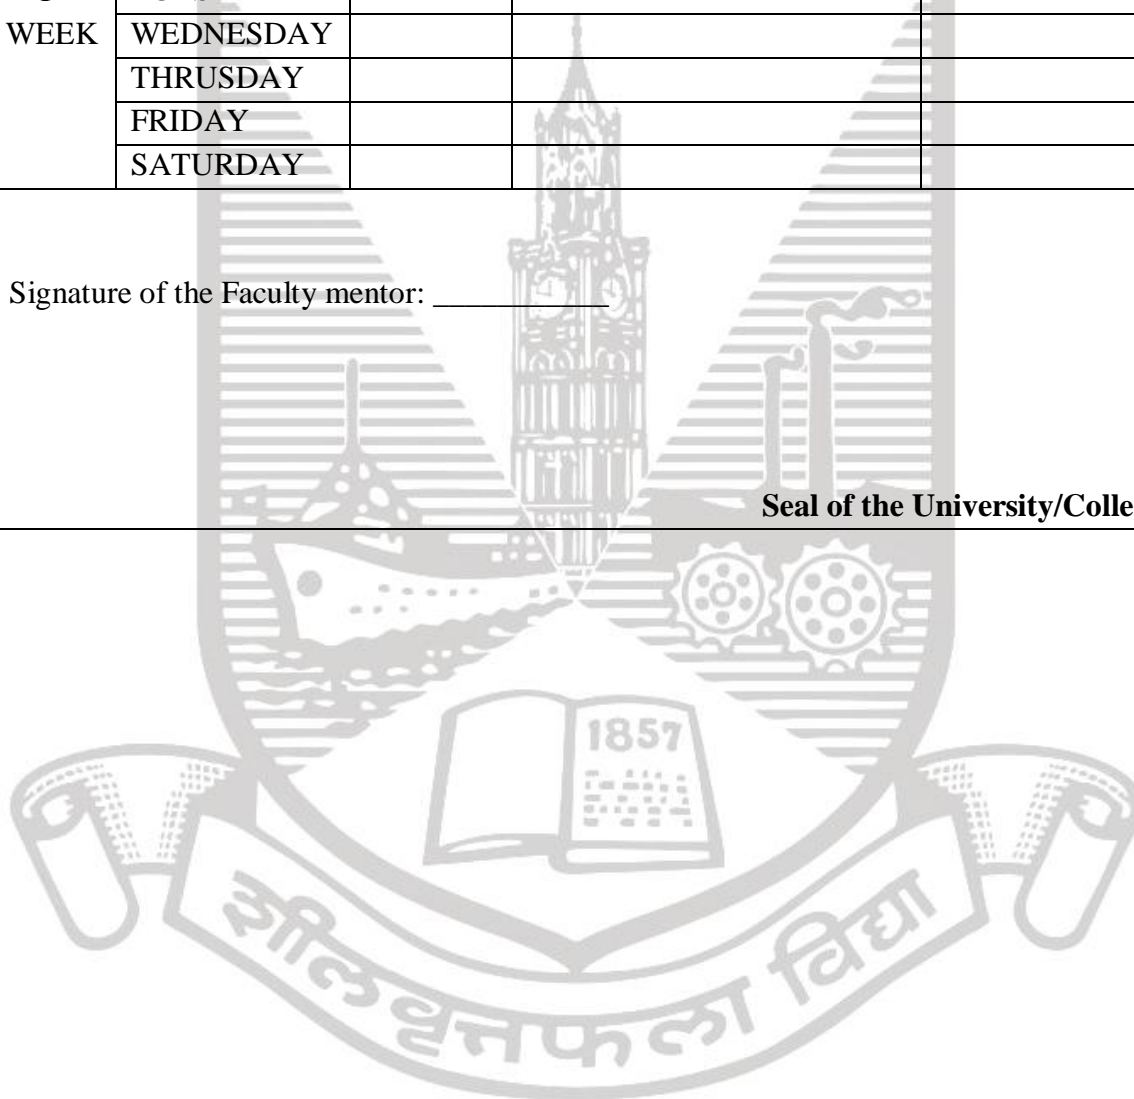 WEEK WEDNESDAY
THRUSDAY
FRIDAY
SATURDAY
Signature of the Faculty mentor: ___________
Seal of the University/Colle
1857
शीलवृत्तफला विद्या